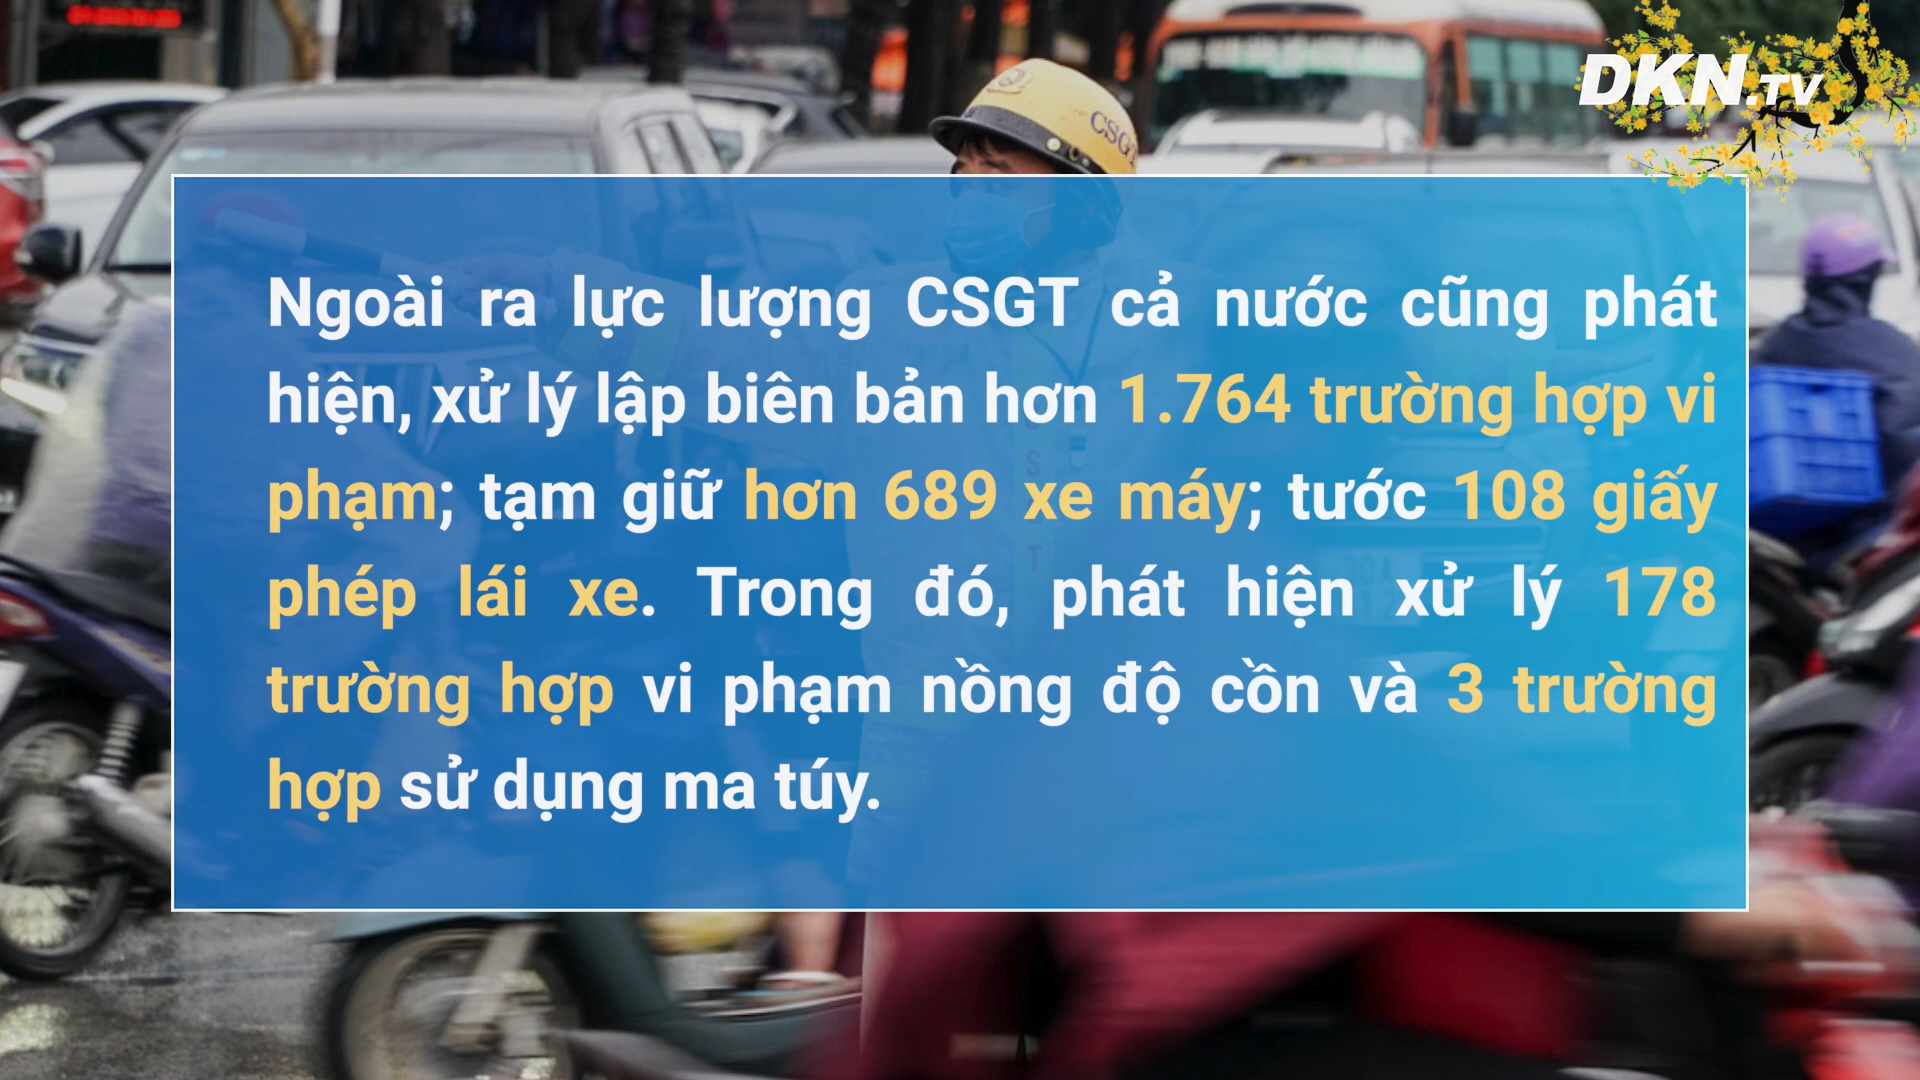 DKN.TV
CSGT
Ngoài ra lực lượng CSGT cả nước cũng phát
hiện, xử lý lập biên bản hơn 1.764 trường hợp vi
phạm; tạm giữ hơn 689 xe máy; tước 108 giấy
phép lái xe. Trong đó, phát hiện xử lý 178
trường hợp vi phạm nồng độ cồn và 3 trường
hợp sử dụng ma túy.